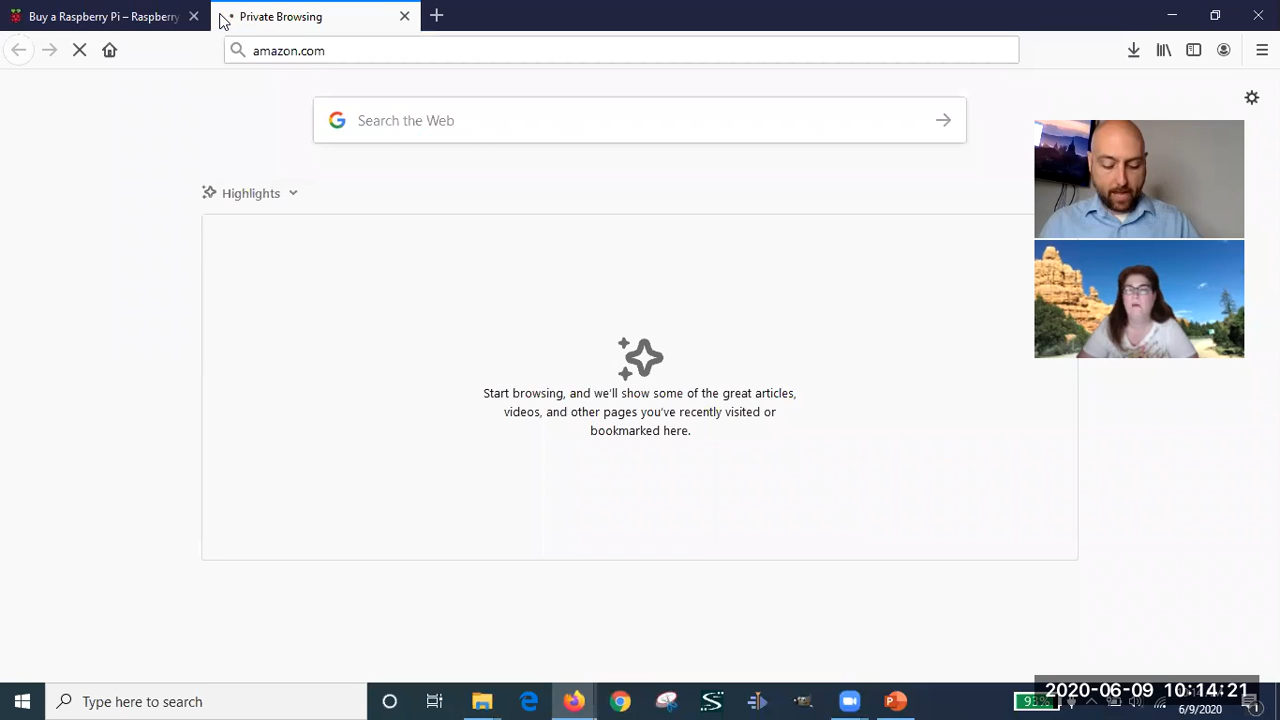 Buy a Raspberry Pi – Raspberry
Private Browsing
amazon.com
Search the Web
Highlights
Start browsing, and we'll show some of the great articles,
videos, and other pages you've recently visited or
bookmarked here.
Type here to search
93%
2020-06-09 10:14:21
6/9/2020